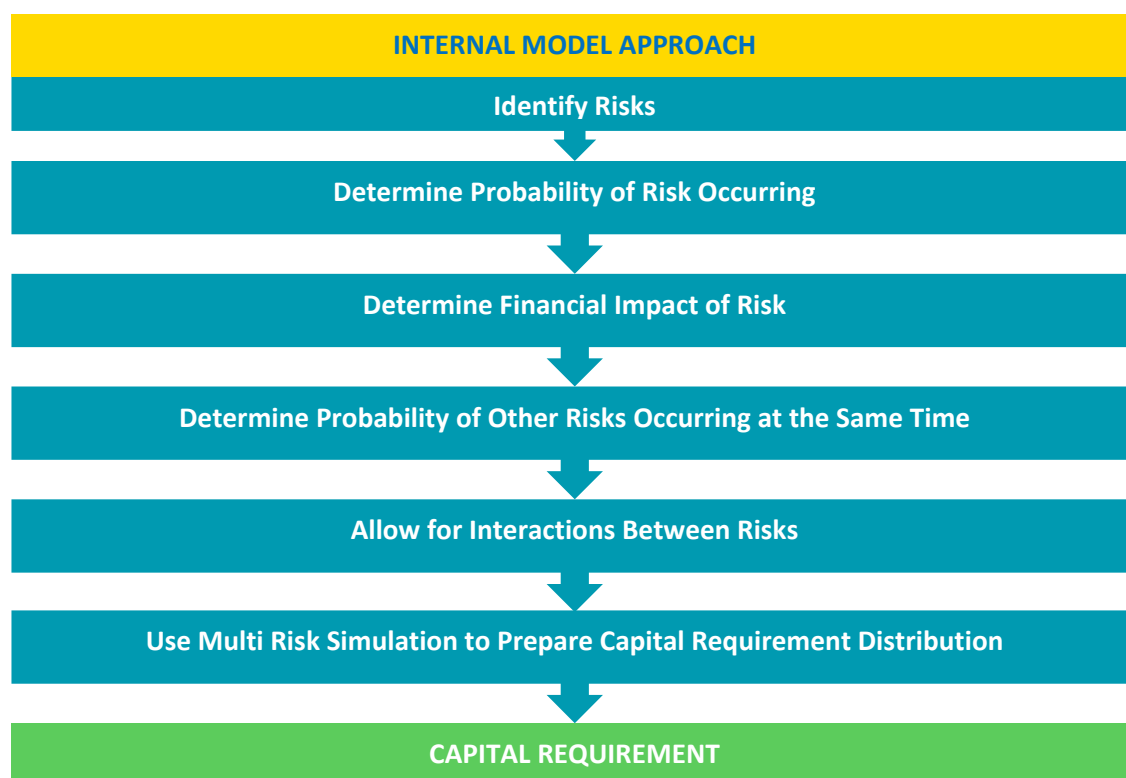 INTERNAL MODEL APPROACH
Identify Risks
Determine Probability of Risk Occurring
Determine Financial Impact of Risk
Determine Probability of Other Risks Occurring at the Same Time
Allow for Interactions Between Risks
Use Multi Risk Simulation to Prepare Capital Requirement Distribution
CAPITAL REQUIREMENT